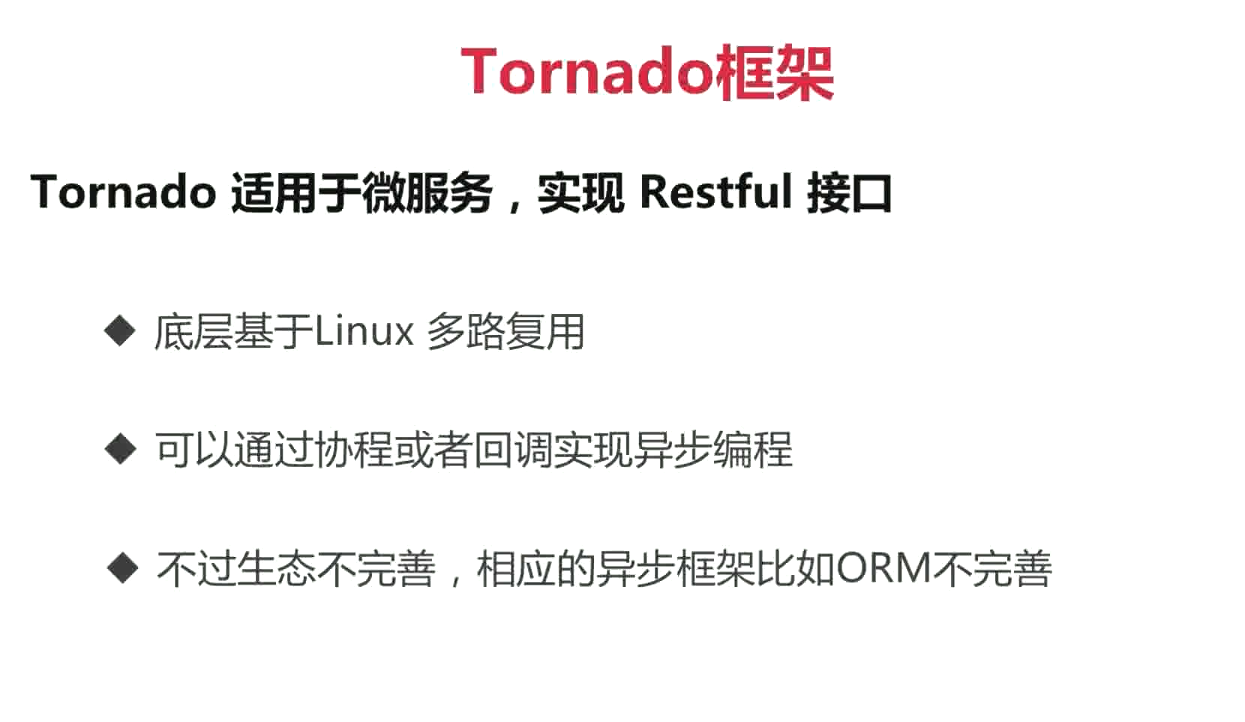 Tornado框架
Tornado 适用于微服务，实现 Restful 接口
◆ 底层基于Linux 多路复用
◆ 可以通过协程或者回调实现异步编程
◆ 不过生态不完善，相应的异步框架比如ORM不完善